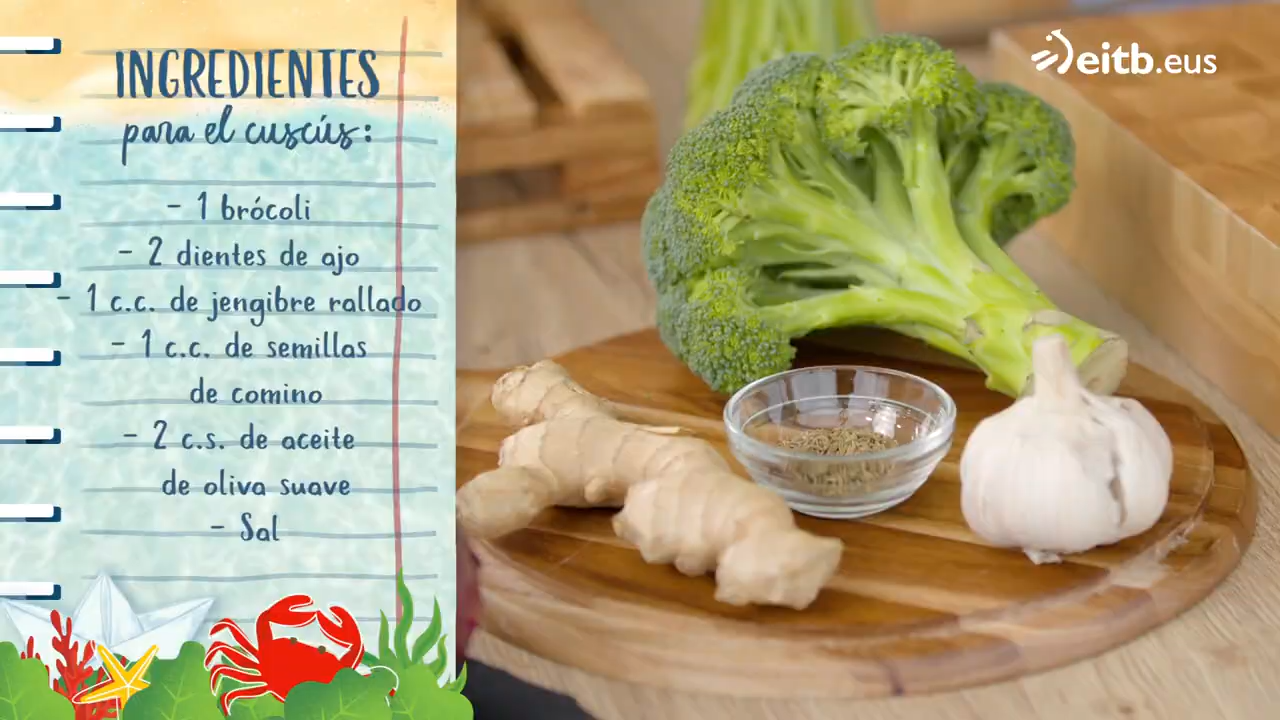 INGREDIENTES
para el cuscús:
- 1 brócoli
- 2 dientes de ajo
- 1 c.c. de jengibre rallado
- 1 c.c. de semillas
de comino
- 2 c.s. de aceite
de oliva suave
- Sal
eitb.eus